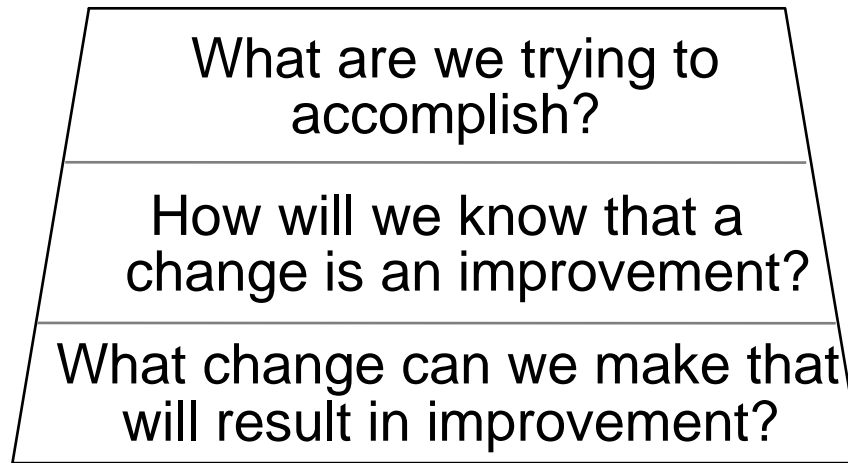 What are we trying to
accomplish?
How will we know that a
change is an improvement?
What change can we make that
will result in improvement?